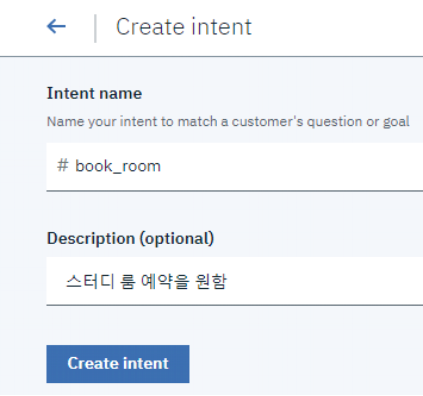 Create intent
Intent name
Name your intent to match a customer's question or goal
# book_room
Description (optional)
스터디 룸 예약을 원함
Create intent